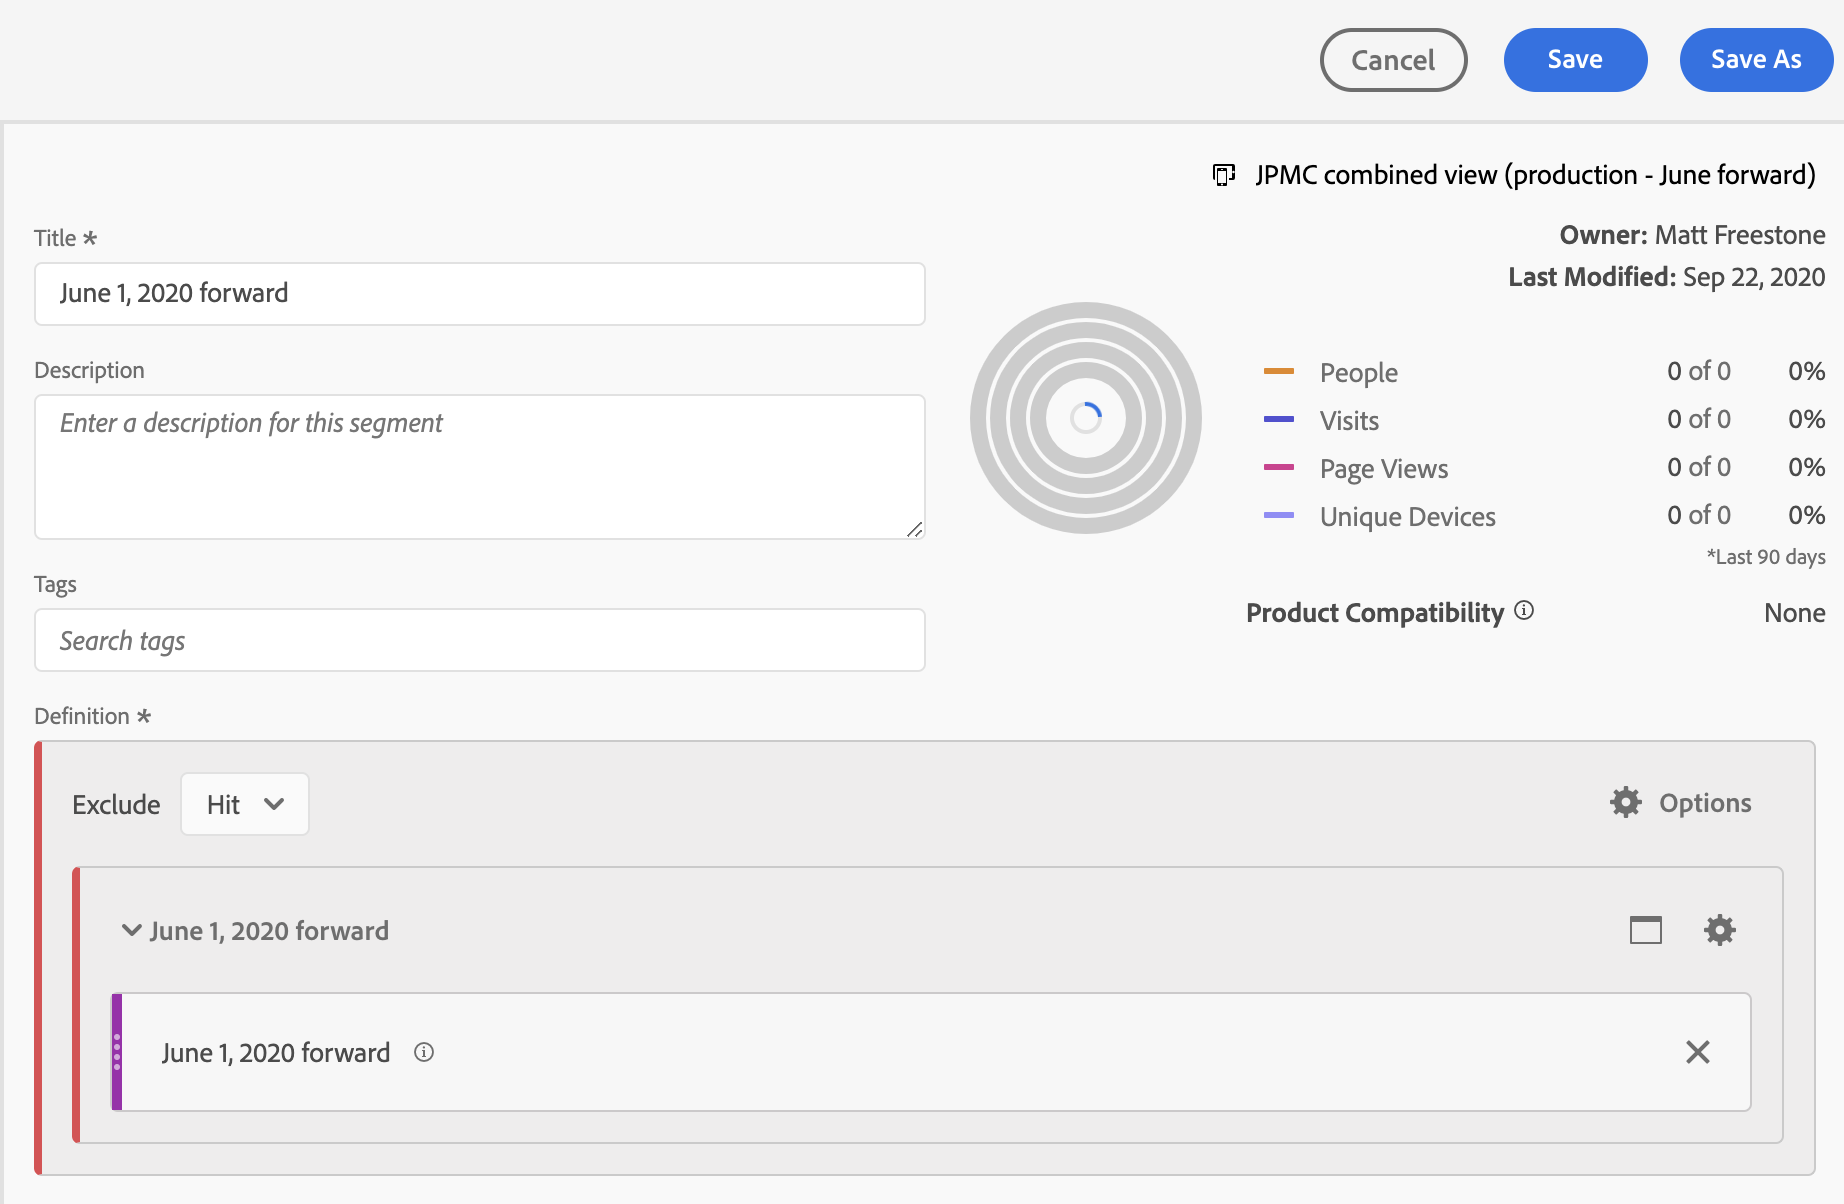 Cancel Save Save As
JPMC combined view (production - June forward)
Title *
June 1, 2020 forward
Owner: Matt Freestone
Last Modified: Sep 22, 2020
Description
Enter a description for this segment
People 0 of 0 0%
Visits 0 of 0 0%
Page Views 0 of 0 0%
Unique Devices 0 of 0 0%
*Last 90 days
Tags
Search tags
Product Compatibility None
Definition *
Exclude Hit Options
June 1, 2020 forward
June 1, 2020 forward